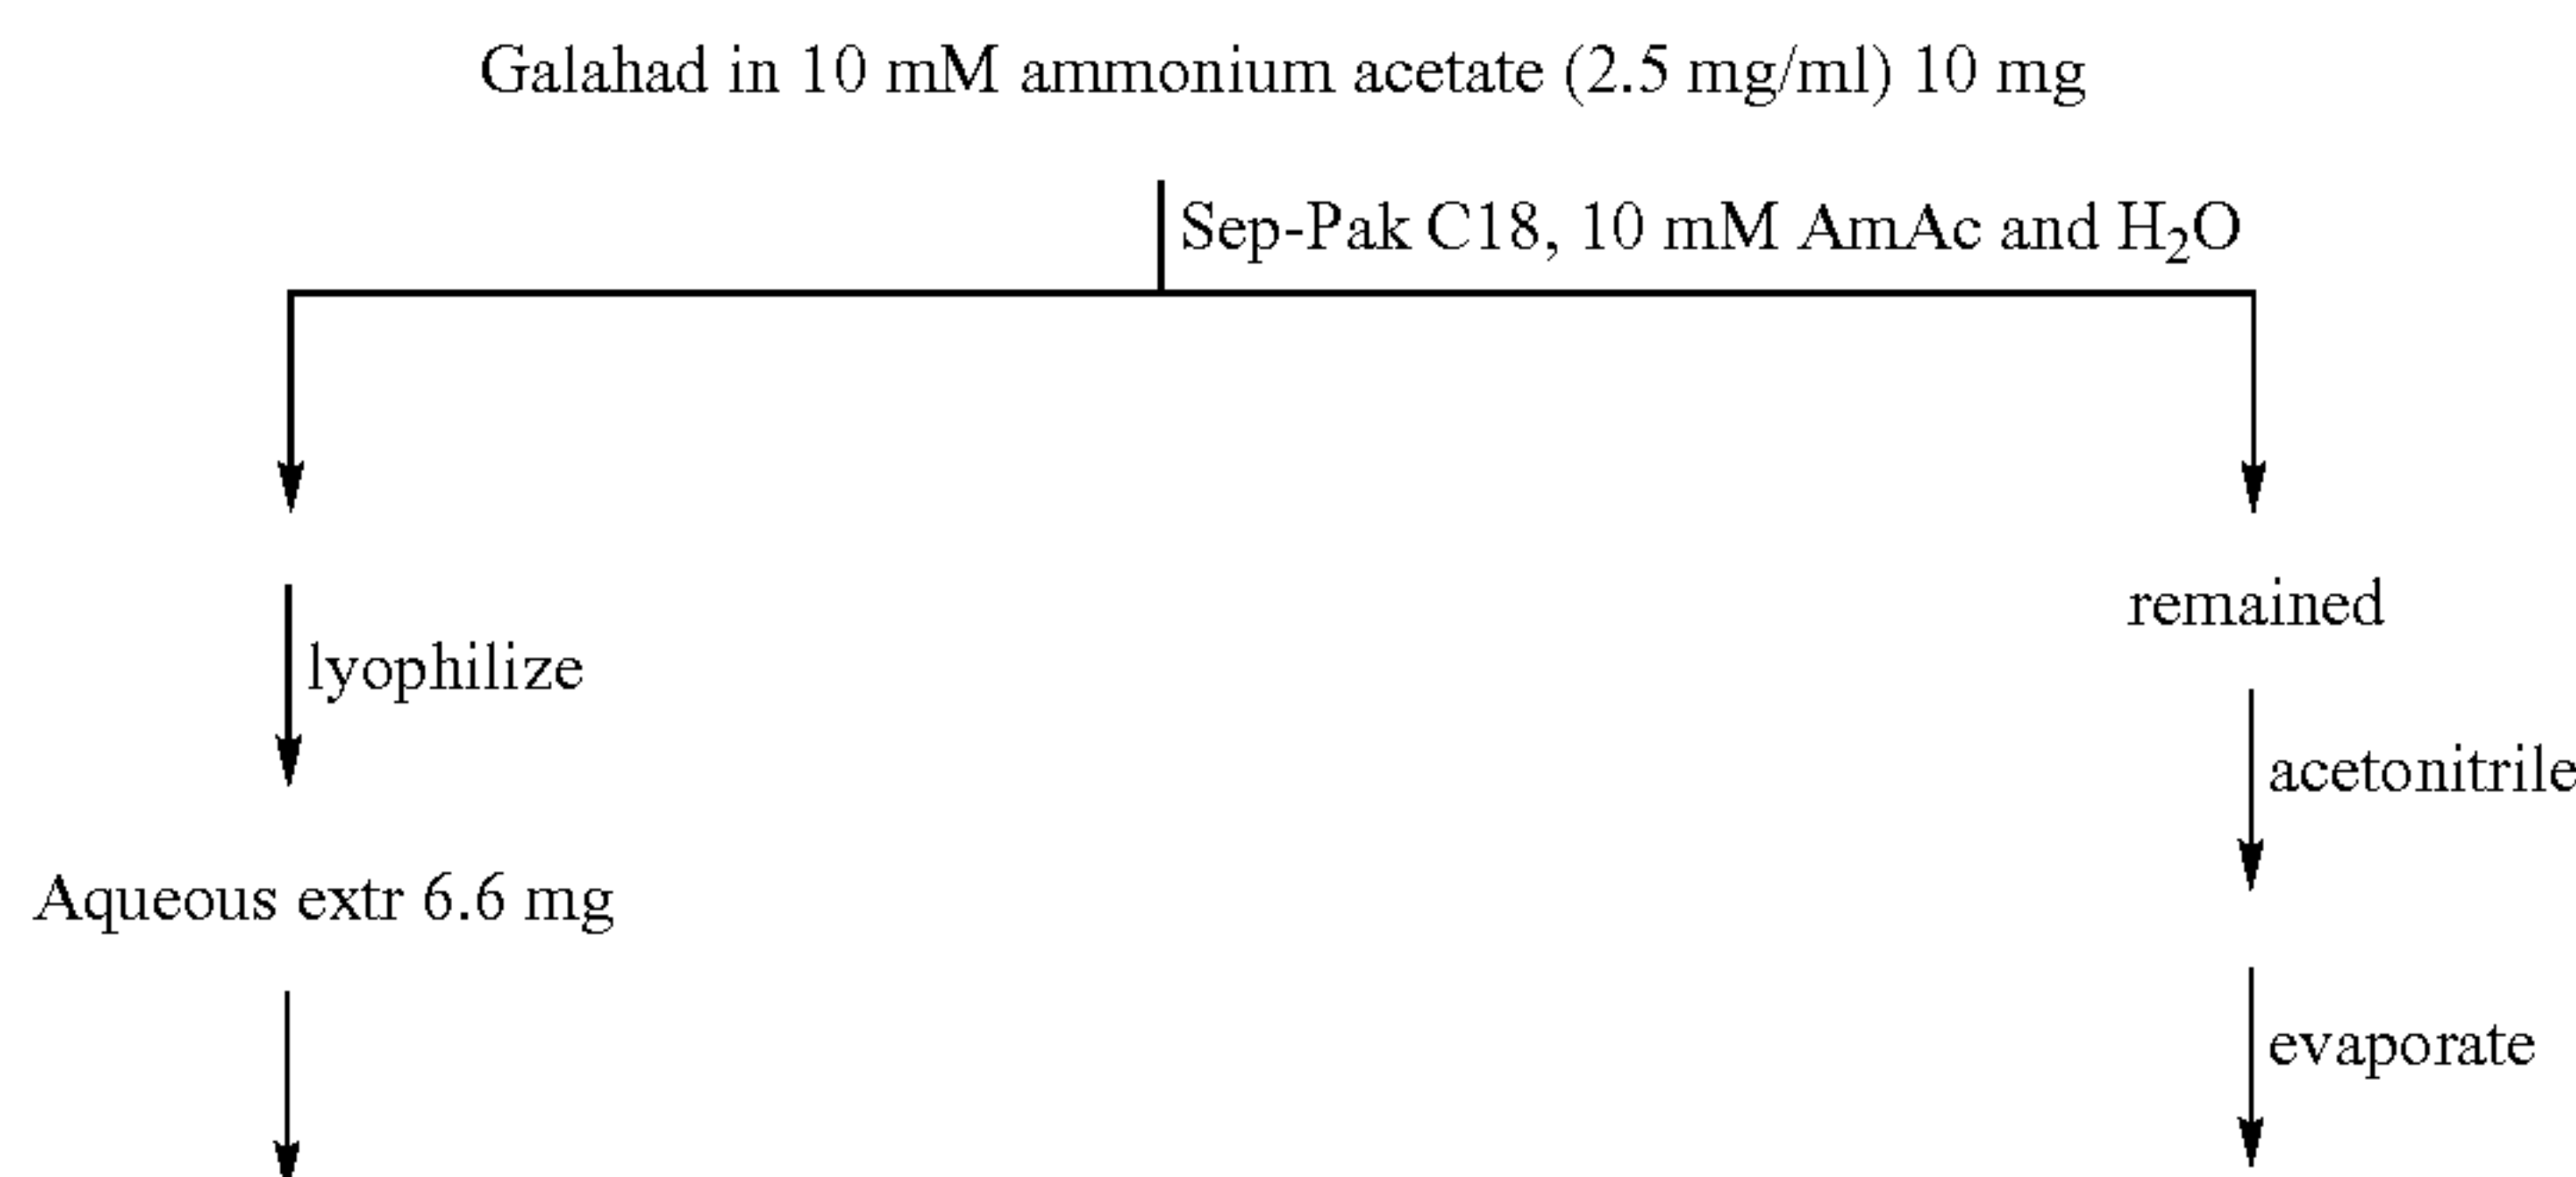 Galahad in 10 mM ammonium acetate (2.5 mg/ml) 10 mg
Sep-Pak C18, 10 mM AmAc and H₂O
remained
lyophilize
acetonitrile
Aqueous extr 6.6 mg
evaporate